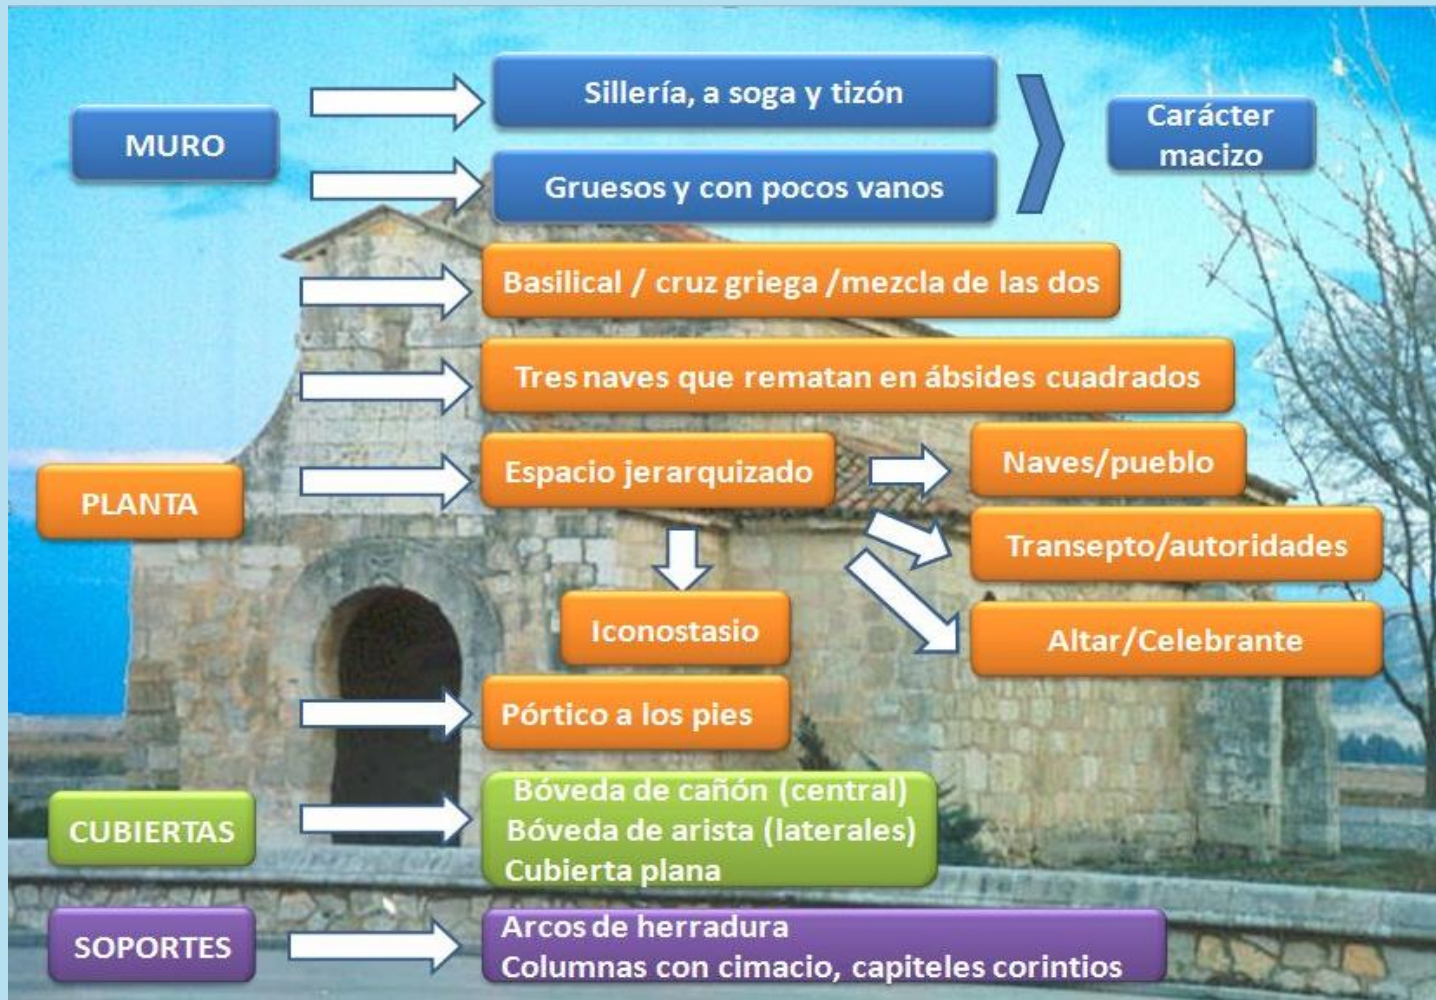 MURO
Sillería, a soga y tizón
Gruesos y con pocos vanos
Carácter
macizo
PLANTA
Basilical / cruz griega /mezcla de las dos
Tres naves que rematan en ábsides cuadrados
Espacio jerarquizado
Naves/pueblo
Transepto/autoridades
Altar/Celebrante
Iconostasio
Pórtico a los pies
CUBIERTAS
Bóveda de cañón (central)
Bóveda de arista (laterales)
Cubierta plana
SOPORTES
Arcos de herradura
Columnas con cimacio, capiteles corintios